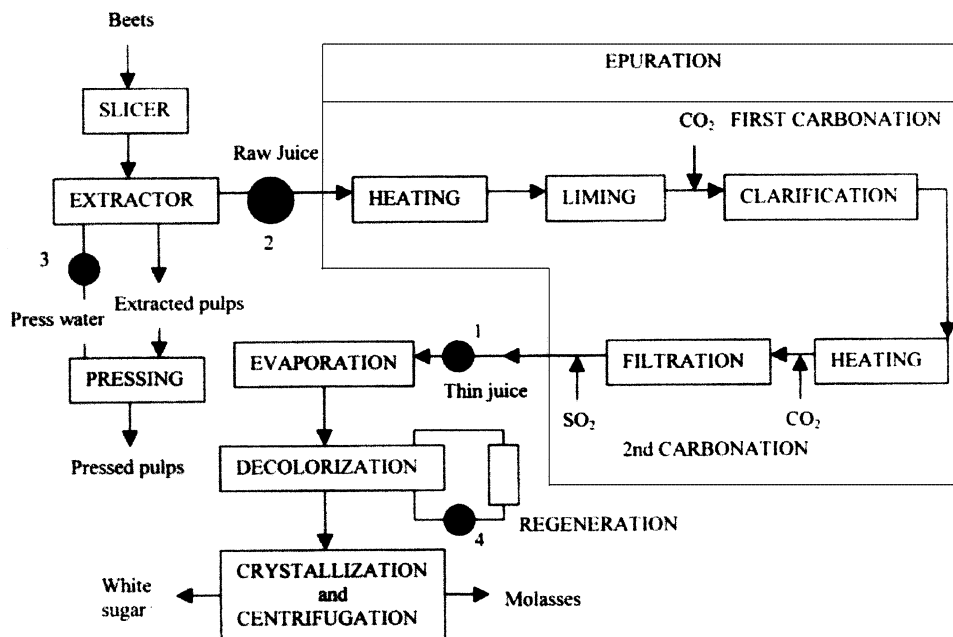 Beets
EPURATION
SLICER
CO₂ FIRST CARBONATION
Raw Juice
EXTRACTOR
HEATING
LIMING
CLARIFICATION
2
3
Press water
Extracted pulps
1
EVAPORATION
FILTRATION
HEATING
PRESSING
Thin juice
SO₂
CO₂
2nd CARBONATION
Pressed pulps
DECOLORIZATION
4
REGENERATION
CRYSTALLIZATION
and
CENTRIFUGATION
White
sugar
Molasses